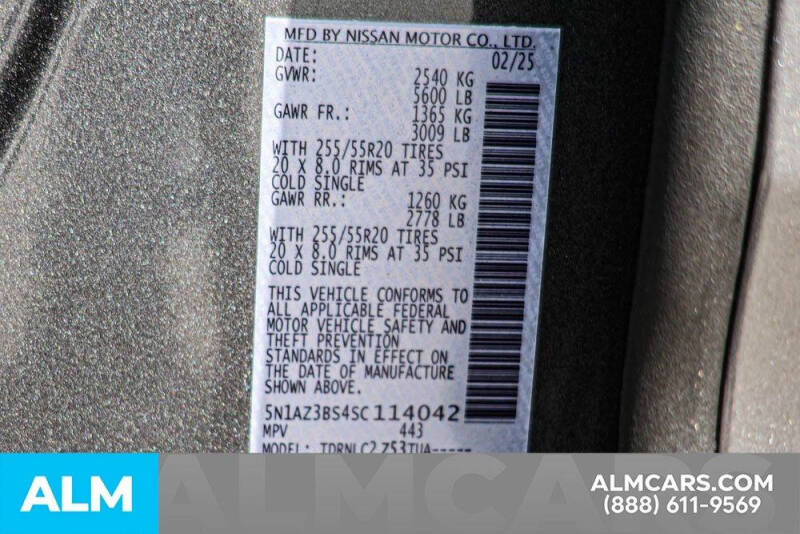 MFD BY NISSAN MOTOR CO., LTD.
DATE: 02/25
GVWR: 2540 KG
5600 LB
GAWR FR.: 1365 KG
3009 LB
WITH 255/55R20 TIRES
20 X 8.0 RIMS AT 35 PSI
COLD SINGLE
GAWR RR.: 1260 KG
2778 LB
WITH 255/55R20 TIRES
20 X 8.0 RIMS AT 35 PSI
COLD SINGLE
THIS VEHICLE CONFORMS TO
ALL APPLICABLE FEDERAL
MOTOR VEHICLE SAFETY AND
THEFT PREVENTION
STANDARDS IN EFFECT ON
THE DATE OF MANUFACTURE
SHOWN ABOVE.
5N1AZ3BS4SC114042
MPV 443
MODEL: TDRNLC2 Z53TUA-----
ALM
ALMCARS
ALMCARS.COM
(888) 611-9569